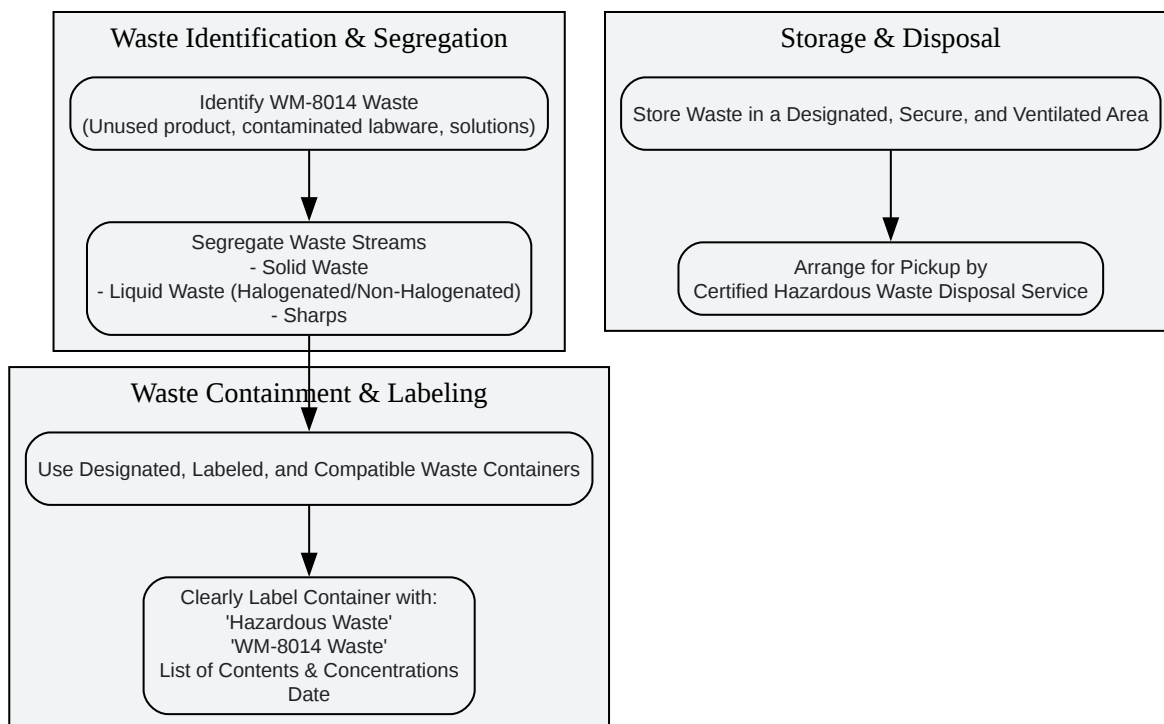 Waste Identification & Segregation
Identify WM-8014 Waste
(Unused product, contaminated labware, solutions)
Segregate Waste Streams
- Solid Waste
- Liquid Waste (Halogenated/Non-Halogenated)
- Sharps
Waste Containment & Labeling
Use Designated, Labeled, and Compatible Waste Containers
Clearly Label Container with:
'Hazardous Waste'
'WM-8014 Waste'
List of Contents & Concentrations
Date
Storage & Disposal
Store Waste in a Designated, Secure, and Ventilated Area
Arrange for Pickup by
Certified Hazardous Waste Disposal Service